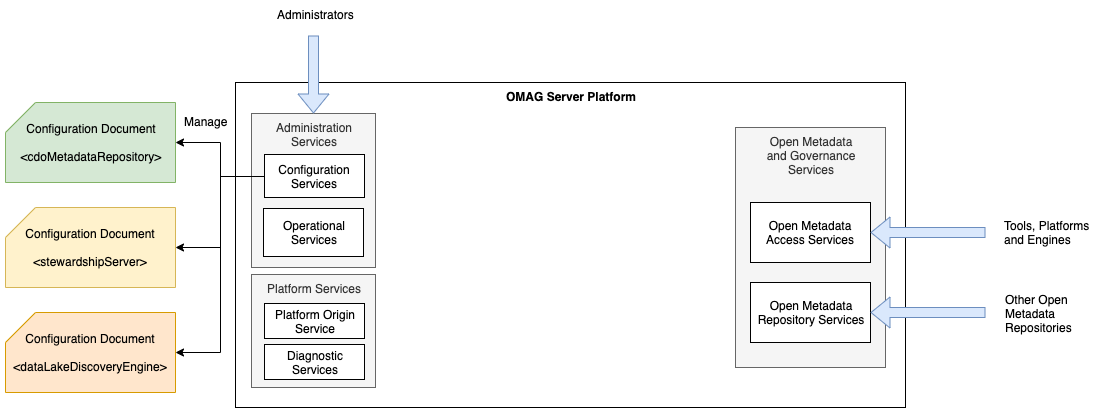 Administrators
OMAG Server Platform
Configuration Document
<cdoMetadataRepository>
Manage
Administration
Services
Configuration
Services
Operational
Services
Configuration Document
<stewardshipServer>
Platform Services
Platform Origin
Service
Diagnostic
Services
Configuration Document
<dataLakeDiscoveryEngine>
Open Metadata
and Governance
Services
Open Metadata
Access Services
Open Metadata
Repository Services
Tools, Platforms
and Engines
Other Open
Metadata
Repositories